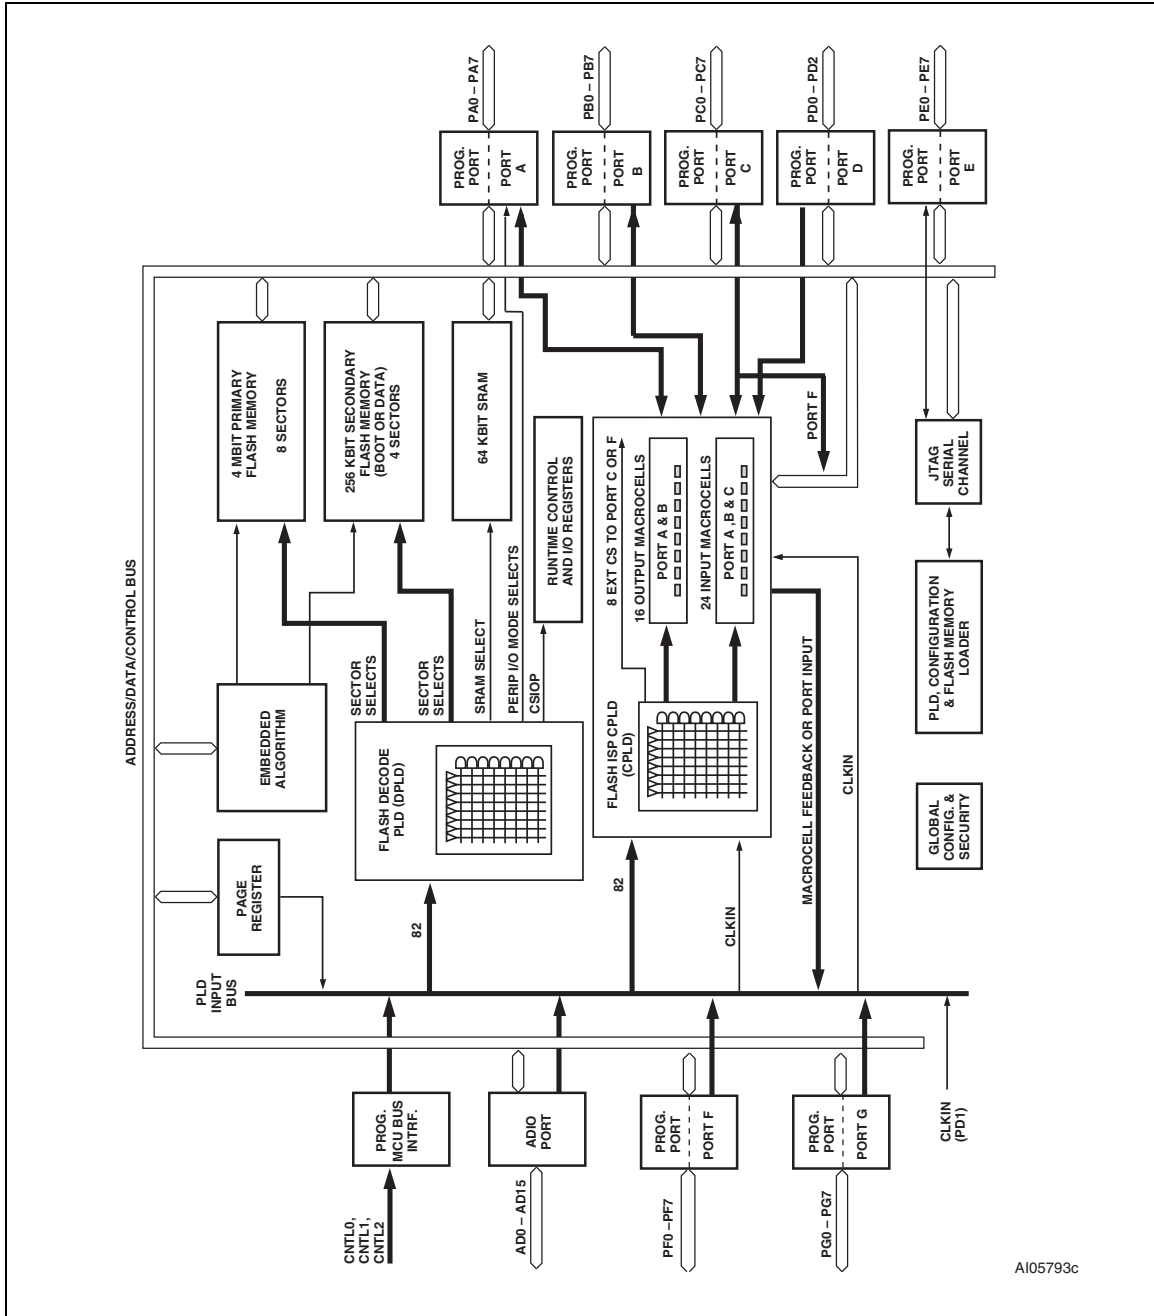 PA0 – PA7
PB0 – PB7
PC0 – PC7
PD0 – PD2
PE0 – PE7
PROG.
PORT
PORT
A
PROG.
PORT
PORT
B
PROG.
PORT
PORT
C
PROG.
PORT
PORT
D
PROG.
PORT
PORT
E
ADDRESS/DATA/CONTROL BUS
4 MBIT PRIMARY
FLASH MEMORY
8 SECTORS
256 KBIT SECONDARY
FLASH MEMORY
(BOOT OR DATA)
4 SECTORS
64 KBIT SRAM
RUNTIME CONTROL
AND I/O REGISTERS
8 EXT CS TO PORT C OR F
16 OUTPUT MACROCELLS
PORT A & B
24 INPUT MACROCELLS
PORT A ,B & C
PORT F
JTAG
SERIAL
CHANNEL
PLD, CONFIGURATION
& FLASH MEMORY
LOADER
GLOBAL
CONFIG. &
SECURITY
SECTOR
SELECTS
SECTOR
SELECTS
SRAM SELECT
PERIP I/O MODE SELECTS
CSIOP
EMBEDDED
ALGORITHM
FLASH DECODE
PLD (DPLD)
FLASH ISP CPLD
(CPLD)
MACROCELL FEEDBACK OR PORT INPUT
CLKIN
PAGE
REGISTER
82
82
CLKIN
PLD
INPUT
BUS
PROG.
MCU BUS
INTRF.
ADIO
PORT
PROG.
PORT
PORT F
PROG.
PORT
PORT G
CLKIN
(PD1)
CNTL0,
CNTL1,
CNTL2
AD0 – AD15
PF0 –PF7
PG0 – PG7
AI05793c